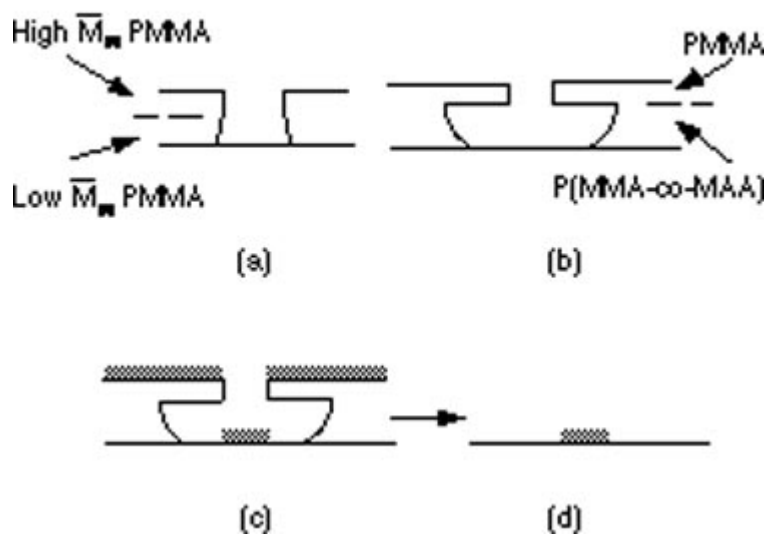 High M̅w PMMA
Low M̅w PMMA
PMMA
P(MMA-co-MAA)
(a)
(b)
(c)
(d)